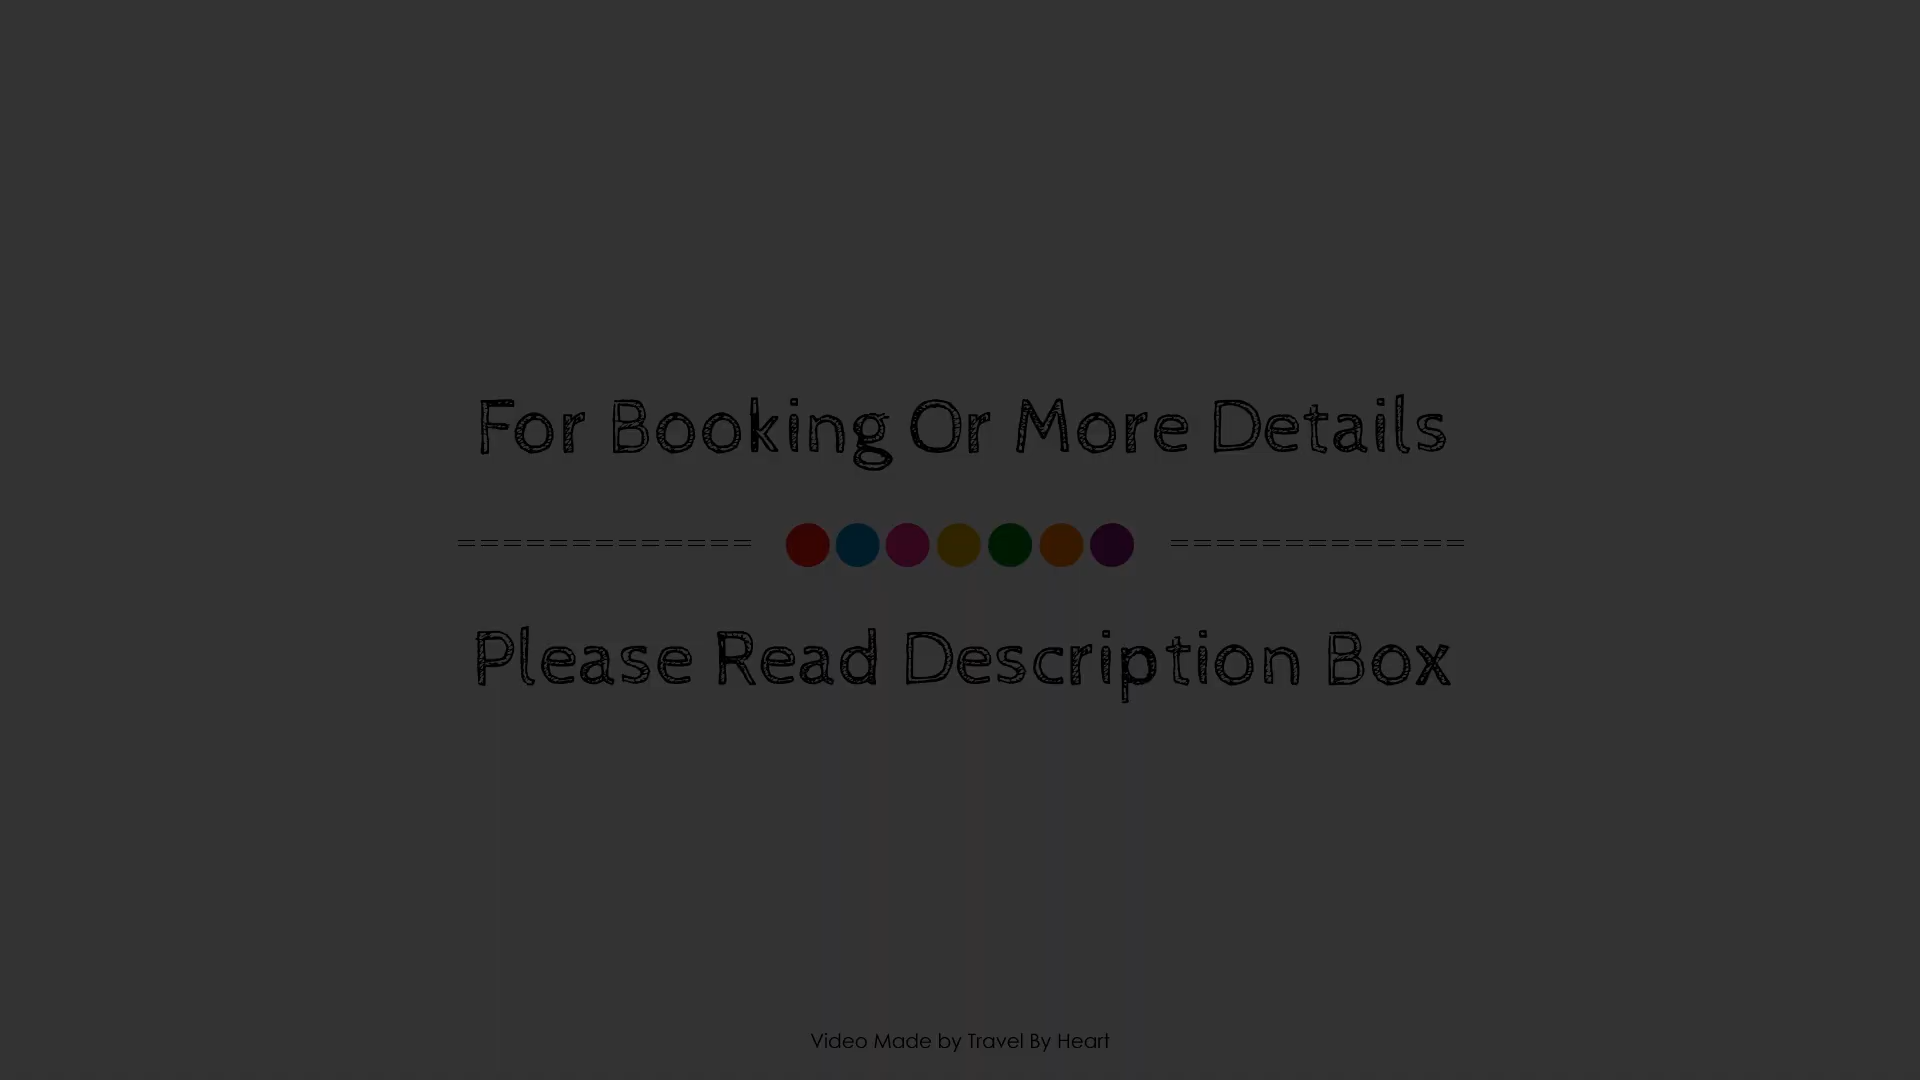 For Booking Or More Details
============= =============
Please Read Description Box
Video Made by Travel By Heart